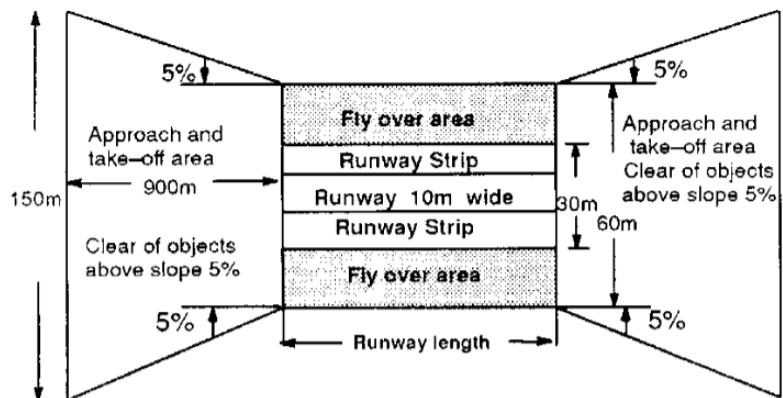 5%
5%
Fly over area
Approach and
take–off area
900m
Approach and
take–off area
Clear of objects
above slope 5%
Runway Strip
Runway 10m wide
150m
30m
60m
Runway Strip
Clear of objects
above slope 5%
Fly over area
5%
5%
Runway length